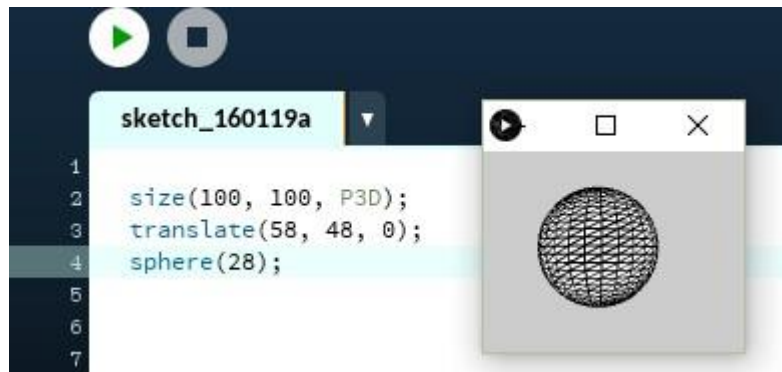 sketch_160119a
1
2 size(100, 100, P3D);
3 translate(58, 48, 0);
4 sphere(28);
5
6
7